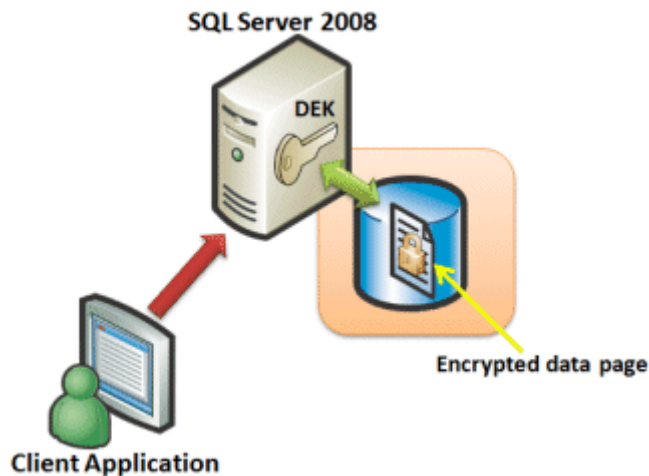 SQL Server 2008
DEK
Encrypted data page
Client Application